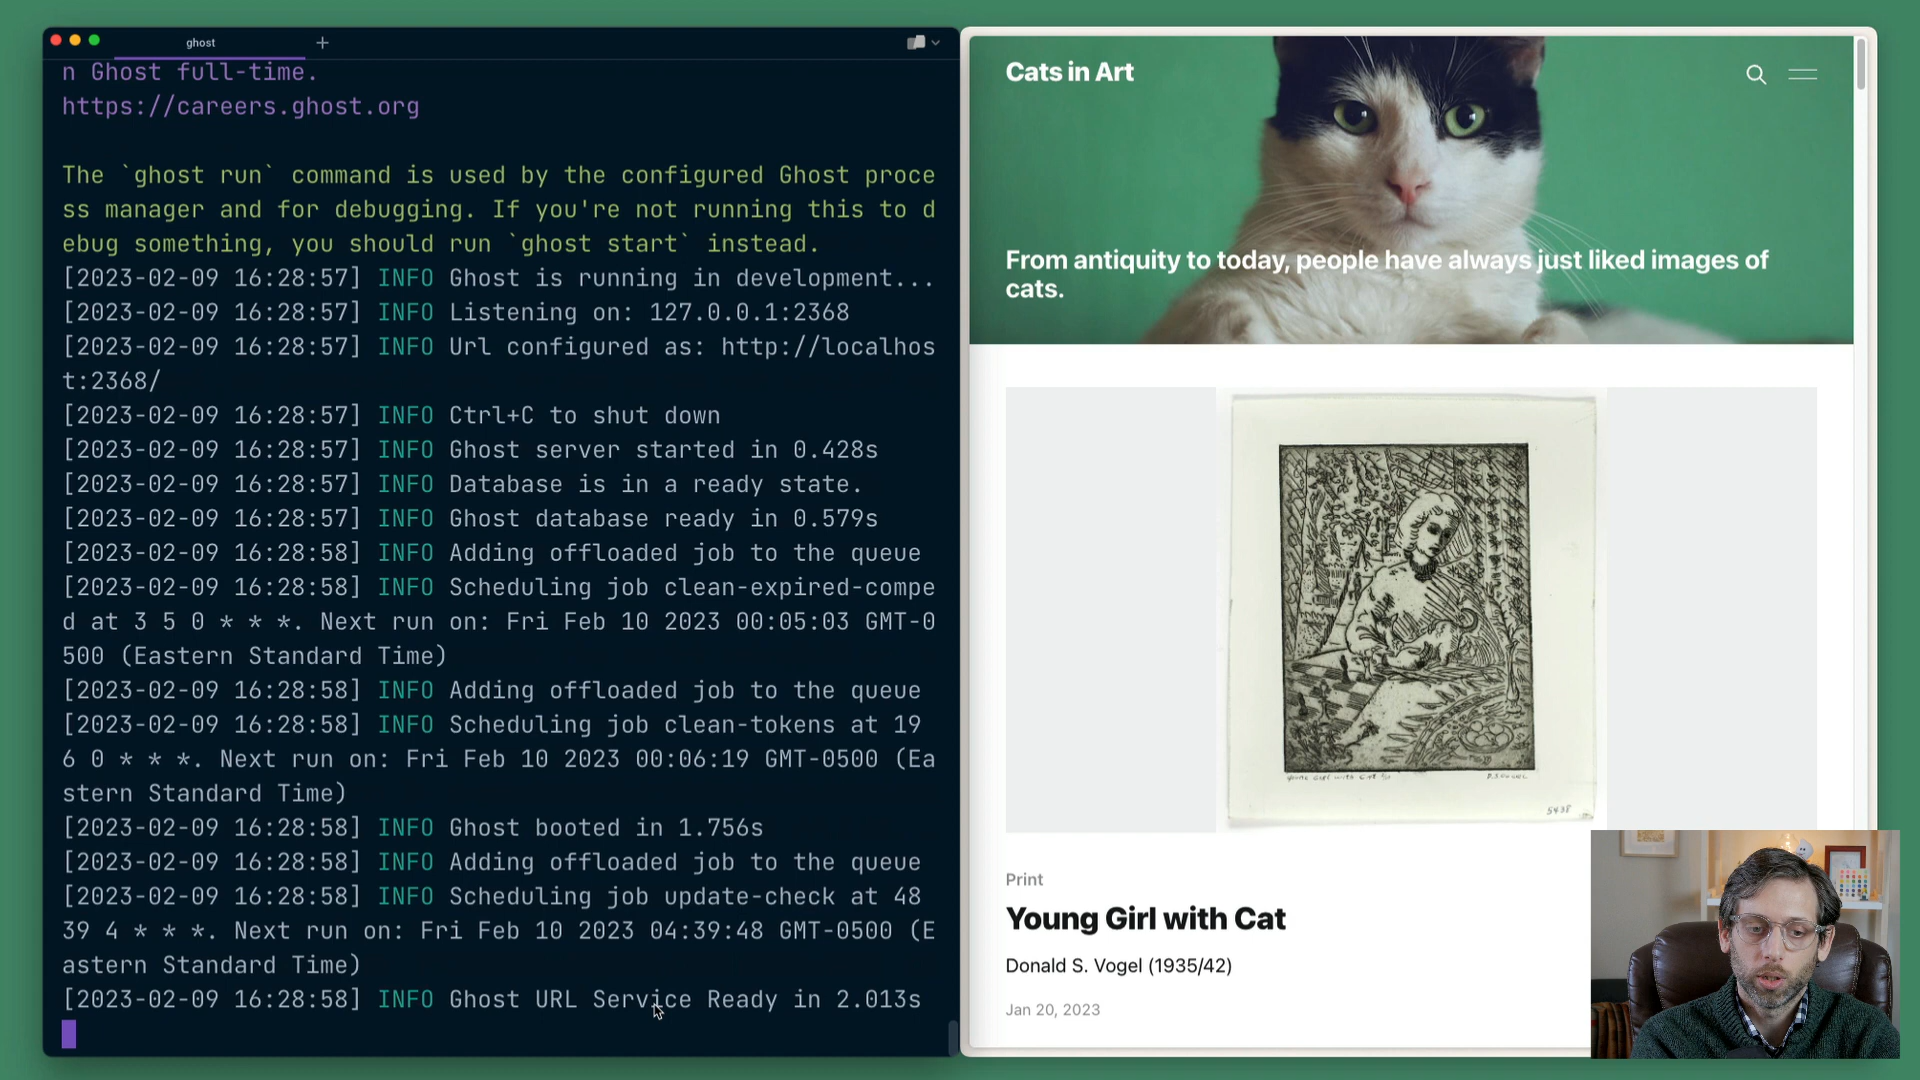 ghost
n Ghost full-time.
https://careers.ghost.org
The `ghost run` command is used by the configured Ghost proce
ss manager and for debugging. If you're not running this to d
ebug something, you should run `ghost start` instead.
[2023-02-09 16:28:57] INFO Ghost is running in development...
[2023-02-09 16:28:57] INFO Listening on: 127.0.0.1:2368
[2023-02-09 16:28:57] INFO Url configured as: http://localhos
t:2368/
[2023-02-09 16:28:57] INFO Ctrl+C to shut down
[2023-02-09 16:28:57] INFO Ghost server started in 0.428s
[2023-02-09 16:28:57] INFO Database is in a ready state.
[2023-02-09 16:28:57] INFO Ghost database ready in 0.579s
[2023-02-09 16:28:58] INFO Adding offloaded job to the queue
[2023-02-09 16:28:58] INFO Scheduling job clean-expired-compe
d at 3 5 0 * * *. Next run on: Fri Feb 10 2023 00:05:03 GMT-0
500 (Eastern Standard Time)
[2023-02-09 16:28:58] INFO Adding offloaded job to the queue
[2023-02-09 16:28:58] INFO Scheduling job clean-tokens at 19
6 0 * * *. Next run on: Fri Feb 10 2023 00:06:19 GMT-0500 (Ea
stern Standard Time)
[2023-02-09 16:28:58] INFO Ghost booted in 1.756s
[2023-02-09 16:28:58] INFO Adding offloaded job to the queue
[2023-02-09 16:28:58] INFO Scheduling job update-check at 48
39 4 * * *. Next run on: Fri Feb 10 2023 04:39:48 GMT-0500 (E
astern Standard Time)
[2023-02-09 16:28:58] INFO Ghost URL Service Ready in 2.013s
Cats in Art
From antiquity to today, people have always just liked images of
cats.
Young Girl with Cat
5438
Print
Young Girl with Cat
Donald S. Vogel (1935/42)
Jan 20, 2023